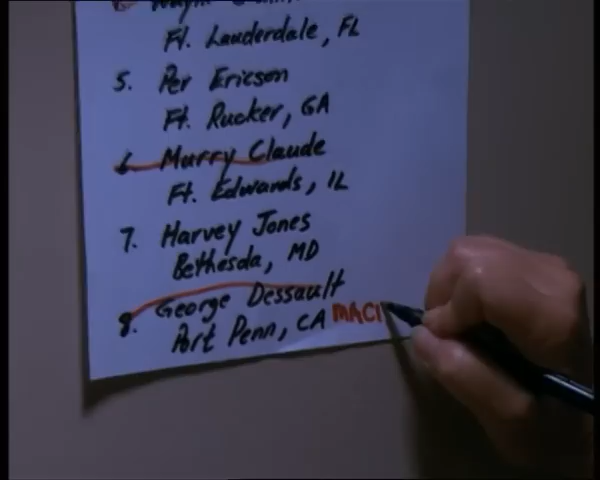 Ft. Lauderdale, FL
5. Per Ericson
Ft. Rucker, GA
6. Murry Claude
Ft. Edwards, IL
7. Harvey Jones
Bethesda, MD
8. George Dessault
Port Penn, CA MACI